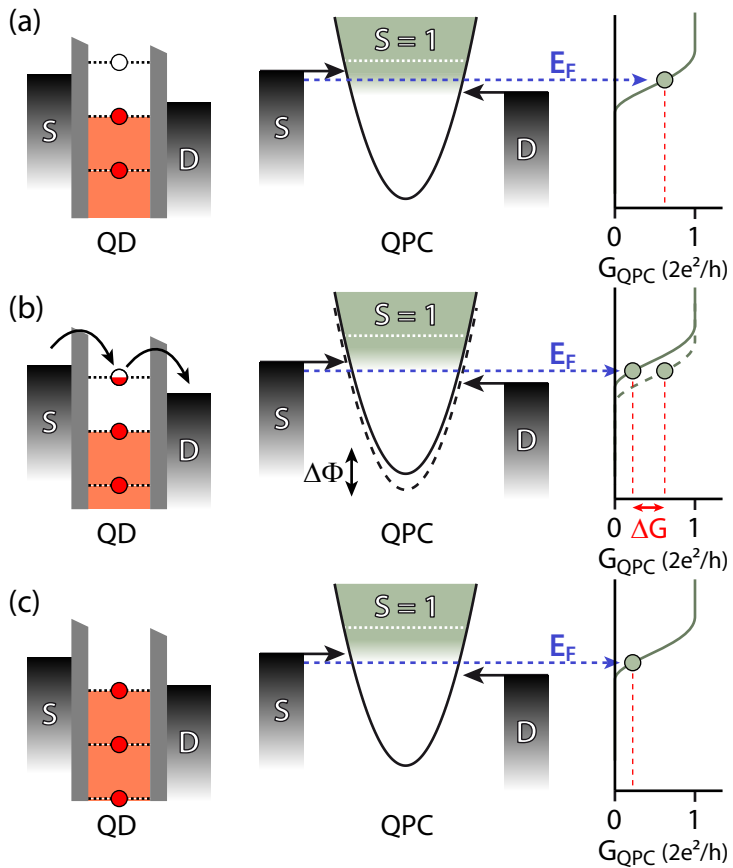 (a)
S
D
QD
S = 1
S
D
QPC
E_F
0 1
G_QPC (2e²/h)
(b)
S
D
QD
S = 1
S
D
ΔΦ
QPC
E_F
0 ΔG 1
G_QPC (2e²/h)
(c)
S
D
QD
S = 1
S
D
QPC
E_F
0 1
G_QPC (2e²/h)